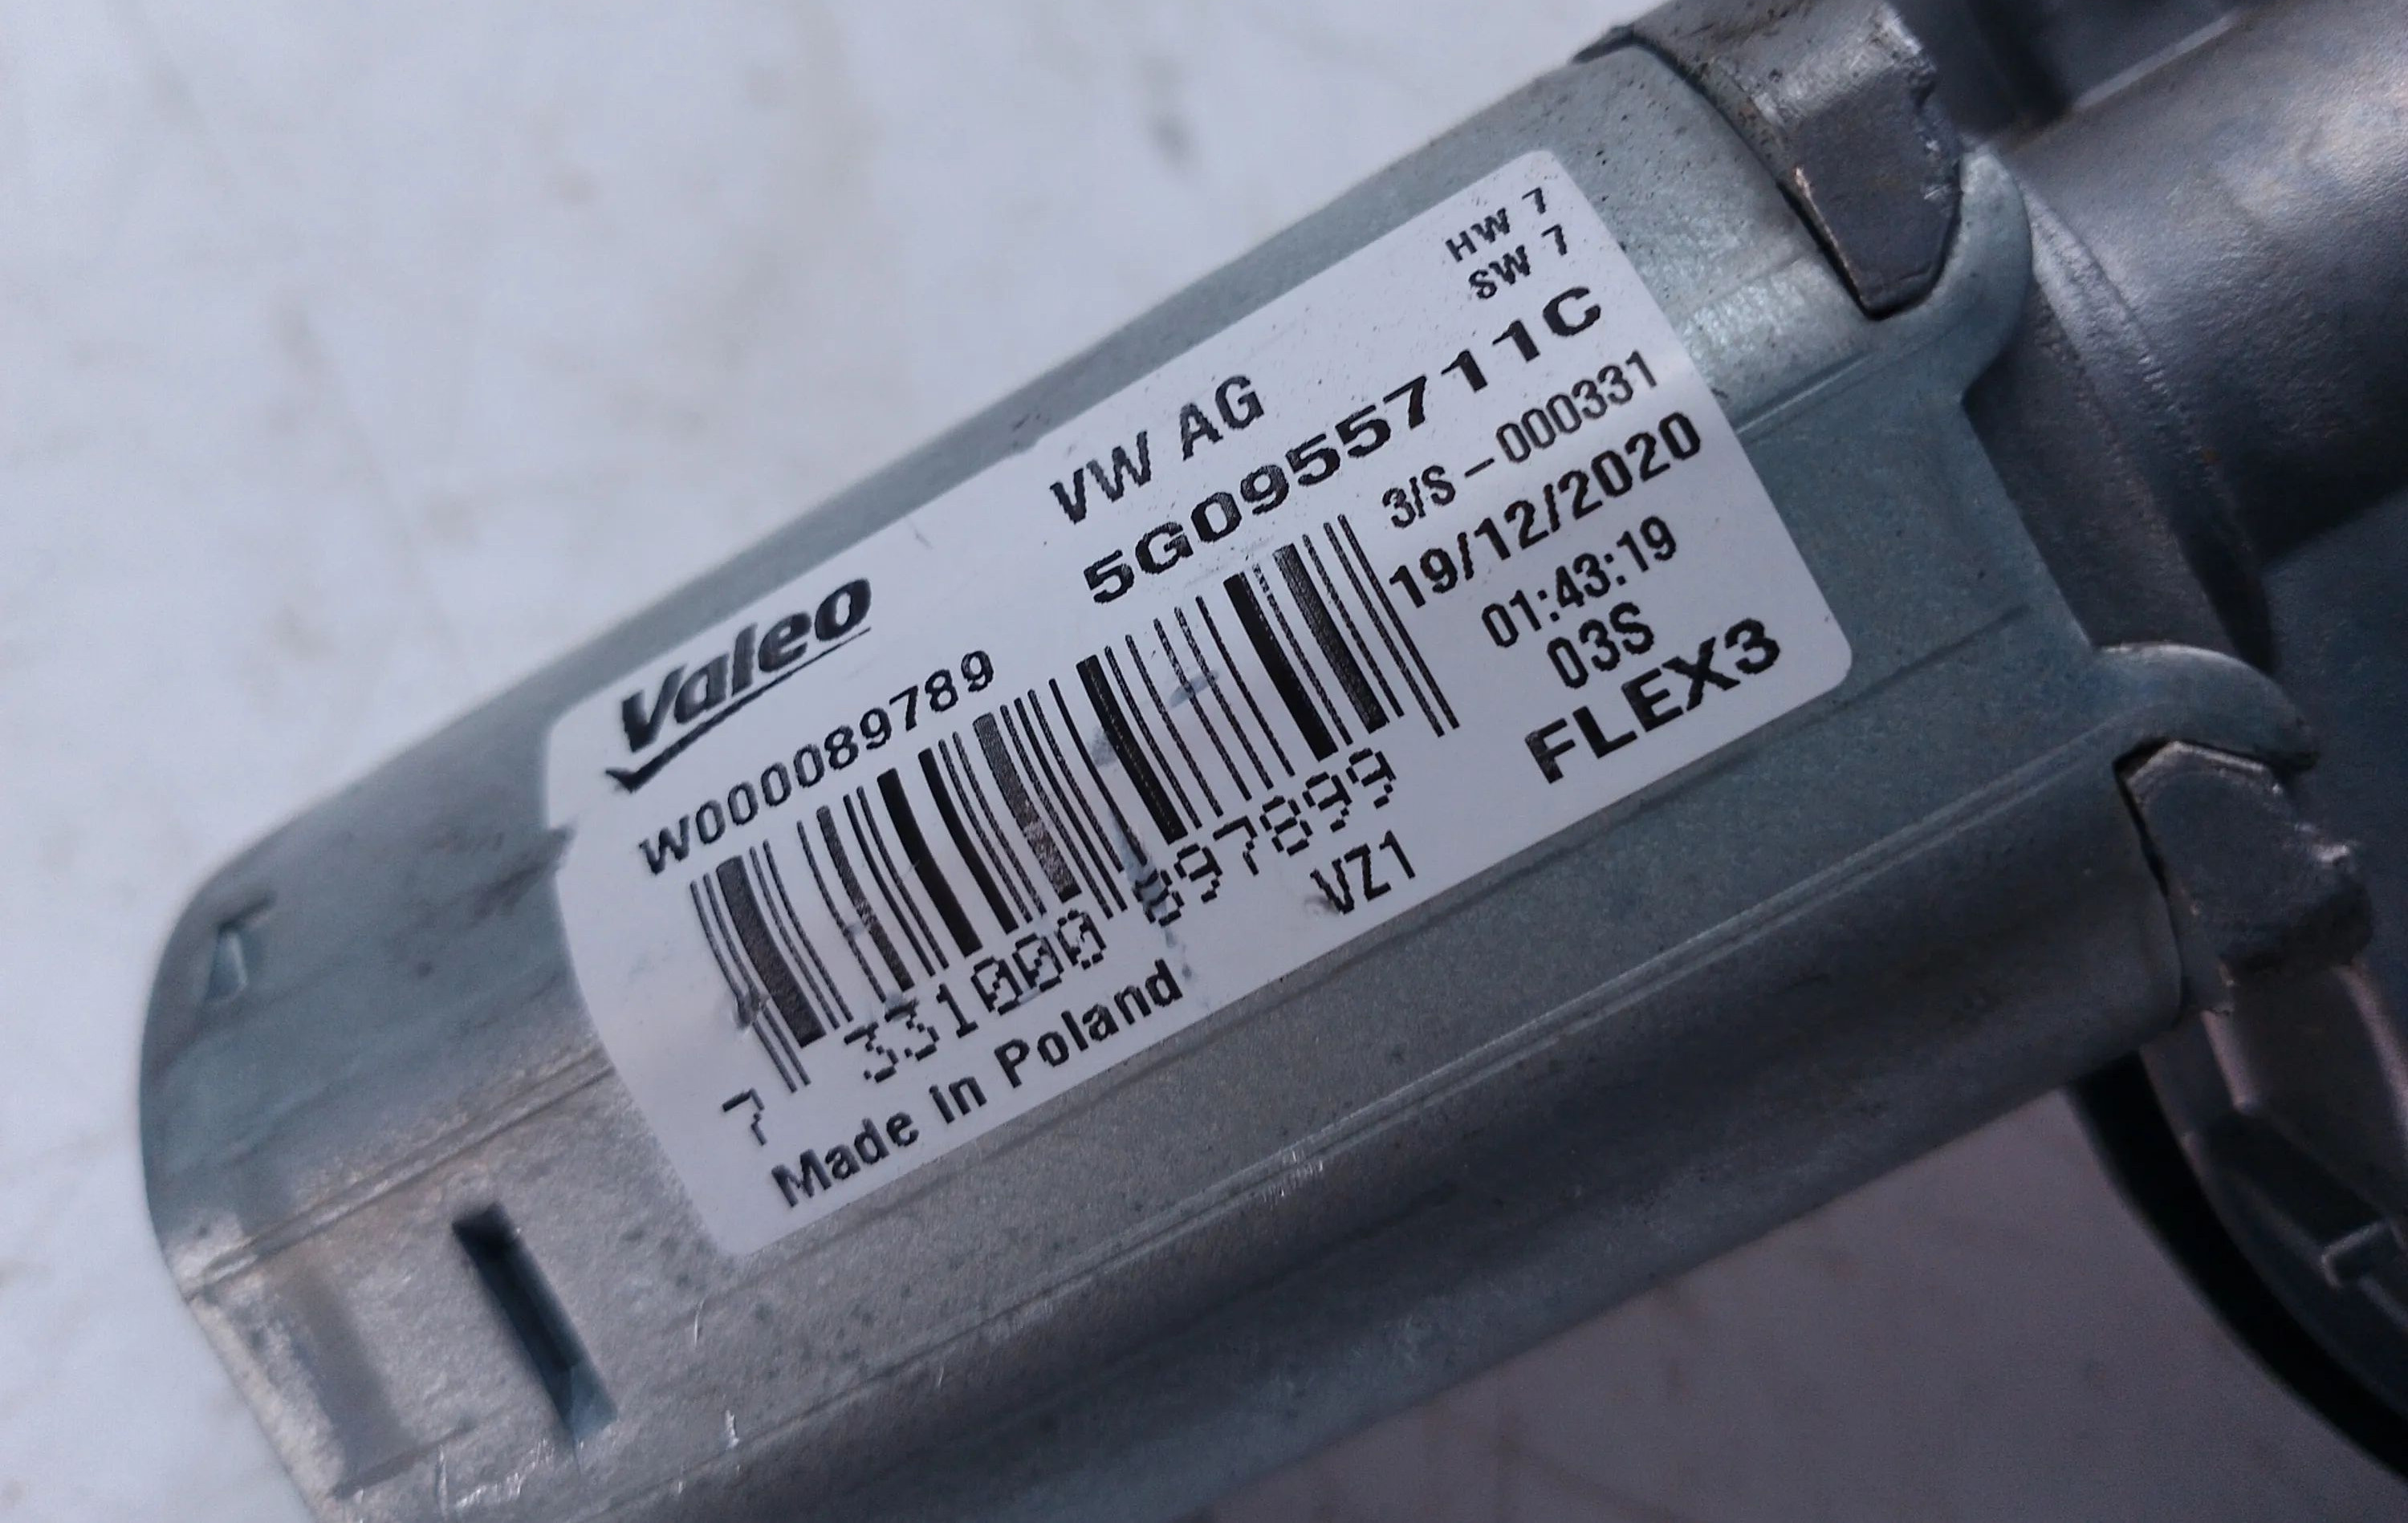 Valeo
VW AG
HW 7
SW 7
W000089789
5G0955711C
3/S-000331
19/12/2020
01:43:19
03S
FLEX3
7 331000 897899
VZ1
Made in Poland